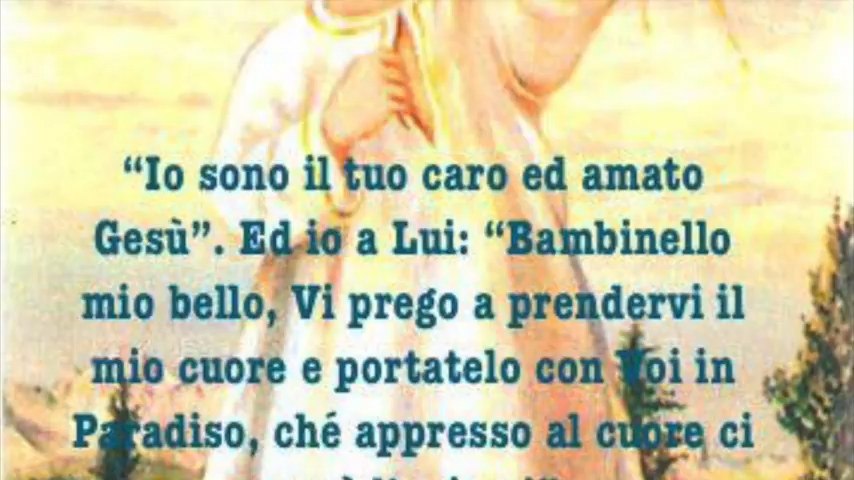 “Io sono il tuo caro ed amato
Gesù”. Ed io a Lui: “Bambinello
mio bello, Vi prego a prendervi il
mio cuore e portatelo con Voi in
Paradiso, ché appresso al cuore ci